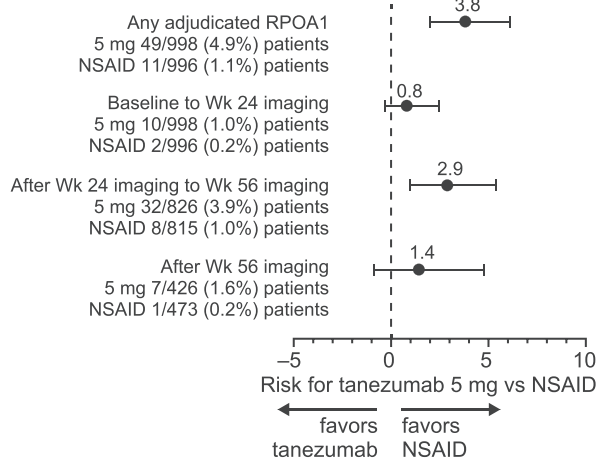 3.8
Any adjudicated RPOA1
5 mg 49/998 (4.9%) patients
NSAID 11/996 (1.1%) patients
0.8
Baseline to Wk 24 imaging
5 mg 10/998 (1.0%) patients
NSAID 2/996 (0.2%) patients
2.9
After Wk 24 imaging to Wk 56 imaging
5 mg 32/826 (3.9%) patients
NSAID 8/815 (1.0%) patients
1.4
After Wk 56 imaging
5 mg 7/426 (1.6%) patients
NSAID 1/473 (0.2%) patients
–5 0 5 10
Risk for tanezumab 5 mg vs NSAID
favors favors
tanezumab NSAID